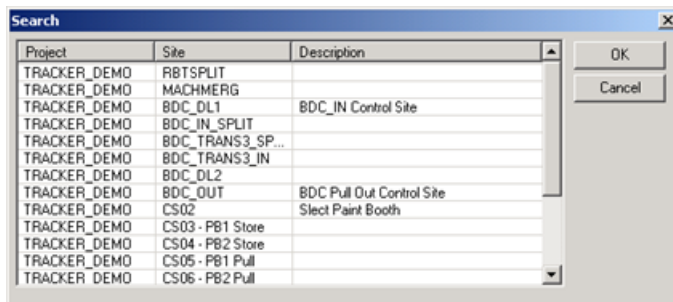 Search
Project Site Description
OK
TRACKER_DEMO RBTSPLIT
TRACKER_DEMO MACHMERG
Cancel
TRACKER_DEMO BDC_DL1 BDC_IN Control Site
TRACKER_DEMO BDC_IN_SPLIT
TRACKER_DEMO BDC_TRANS3_SP...
TRACKER_DEMO BDC_TRANS3_IN
TRACKER_DEMO BDC_DL2
TRACKER_DEMO BDC_OUT BDC Pull Out Control Site
TRACKER_DEMO CS02 Slect Paint Booth
TRACKER_DEMO CS03 - PB1 Store
TRACKER_DEMO CS04 - PB2 Store
TRACKER_DEMO CS05 - PB1 Pull
TRACKER_DEMO CS06 - PB2 Pull